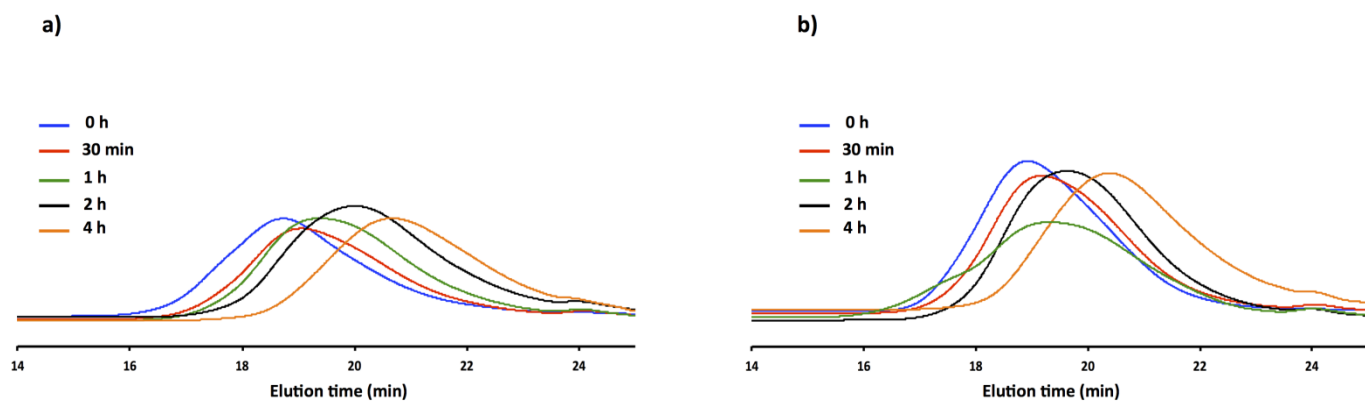 a)
0 h
30 min
1 h
2 h
4 h
14 16 18 20 22 24
Elution time (min)
b)
0 h
30 min
1 h
2 h
4 h
14 16 18 20 22 24
Elution time (min)